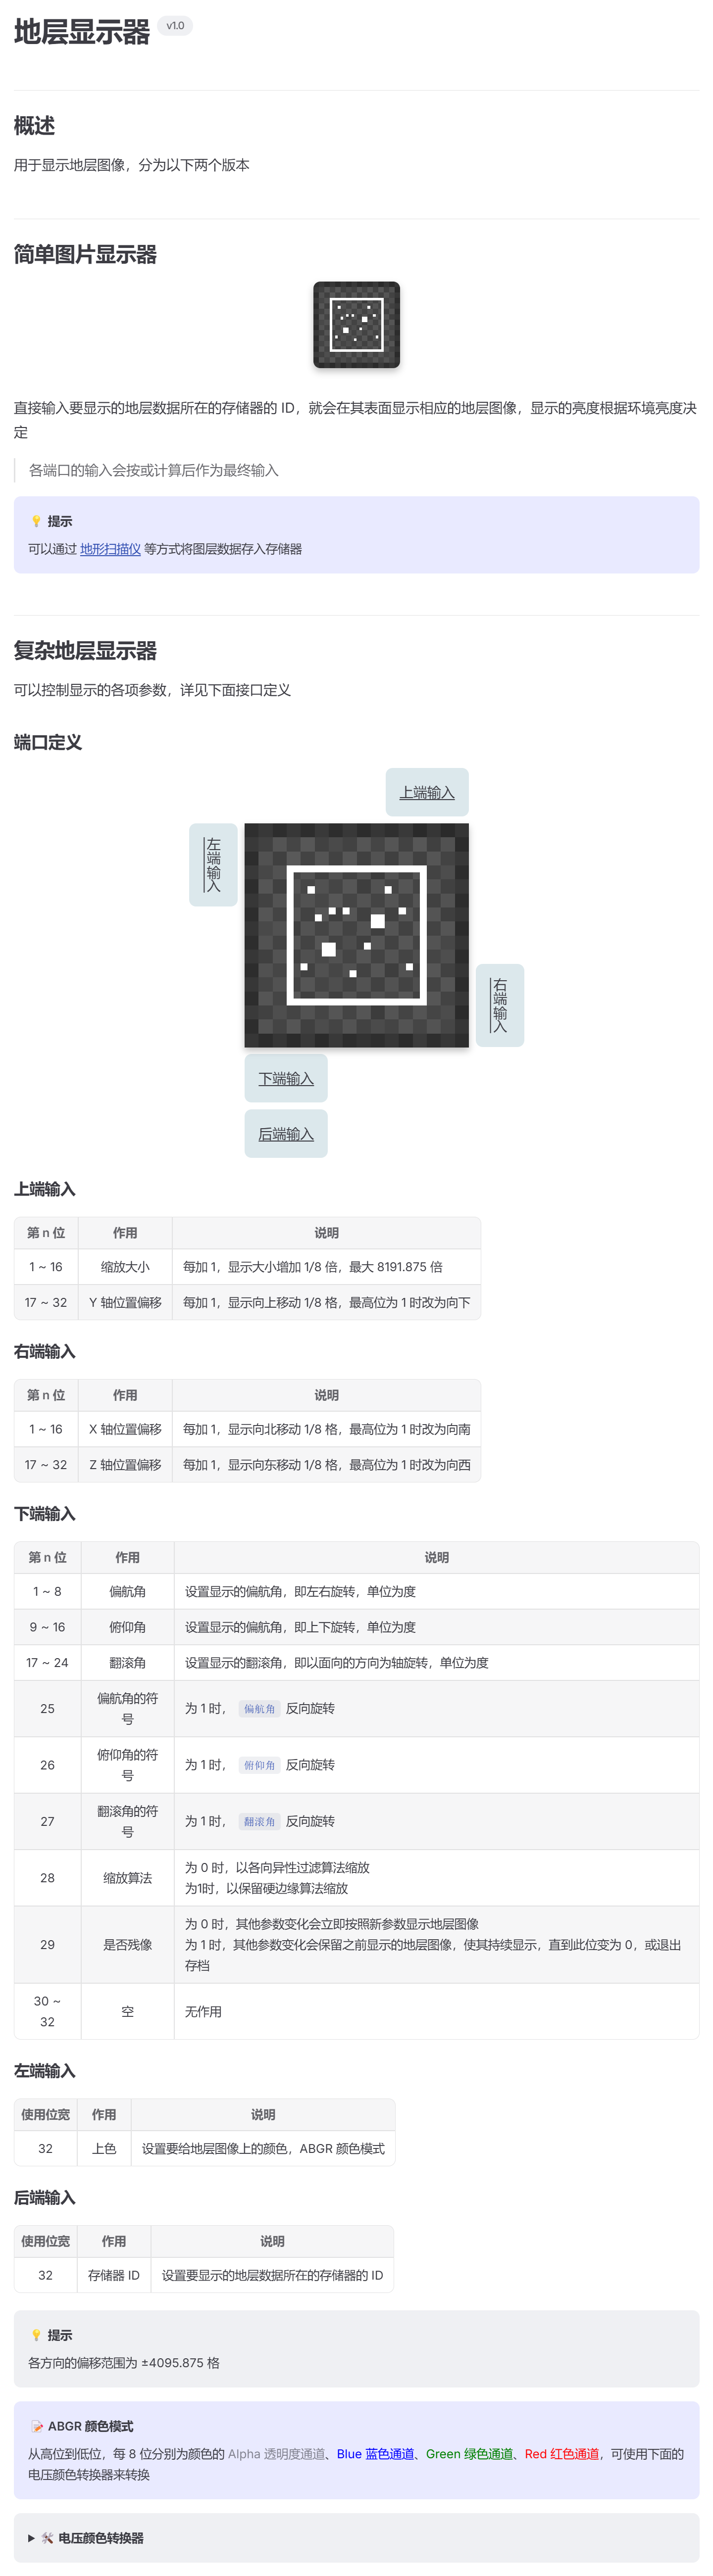 地层显示器 v1.0
概述
用于显示地层图像，分为以下两个版本
简单图片显示器
直接输入要显示的地层数据所在的存储器的 ID，就会在其表面显示相应的地层图像，显示的亮度根据环境亮度决
定
各端口的输入会按或计算后作为最终输入
💡 提示
可以通过 地形扫描仪 等方式将图层数据存入存储器
复杂地层显示器
可以控制显示的各项参数，详见下面接口定义
端口定义
上端输入
左端输入
右端输入
下端输入
后端输入
上端输入
第 n 位 作用 说明
1 ~ 16 缩放大小 每加 1，显示大小增加 1/8 倍，最大 8191.875 倍
17 ~ 32 Y 轴位置偏移 每加 1，显示向上移动 1/8 格，最高位为 1 时改为向下
右端输入
第 n 位 作用 说明
1 ~ 16 X 轴位置偏移 每加 1，显示向北移动 1/8 格，最高位为 1 时改为向南
17 ~ 32 Z 轴位置偏移 每加 1，显示向东移动 1/8 格，最高位为 1 时改为向西
下端输入
第 n 位 作用 说明
1 ~ 8 偏航角 设置显示的偏航角，即左右旋转，单位为度
9 ~ 16 俯仰角 设置显示的偏航角，即上下旋转，单位为度
17 ~ 24 翻滚角 设置显示的翻滚角，即以面向的方向为轴旋转，单位为度
25 偏航角的符
号 为 1 时， 偏航角 反向旋转
26 俯仰角的符
号 为 1 时， 俯仰角 反向旋转
27 翻滚角的符
号 为 1 时， 翻滚角 反向旋转
28 缩放算法 为 0 时，以各向异性过滤算法缩放
为1时，以保留硬边缘算法缩放
29 是否残像 为 0 时，其他参数变化会立即按照新参数显示地层图像
为 1 时，其他参数变化会保留之前显示的地层图像，使其持续显示，直到此位变为 0，或退出
存档
30 ~
32 空 无作用
左端输入
使用位宽 作用 说明
32 上色 设置要给地层图像上的颜色，ABGR 颜色模式
后端输入
使用位宽 作用 说明
32 存储器 ID 设置要显示的地层数据所在的存储器的 ID
💡 提示
各方向的偏移范围为 ±4095.875 格
📝 ABGR 颜色模式
从高位到低位，每 8 位分别为颜色的 Alpha 透明度通道、Blue 蓝色通道、Green 绿色通道、Red 红色通道，可使用下面的
电压颜色转换器来转换
▶ 🛠 电压颜色转换器